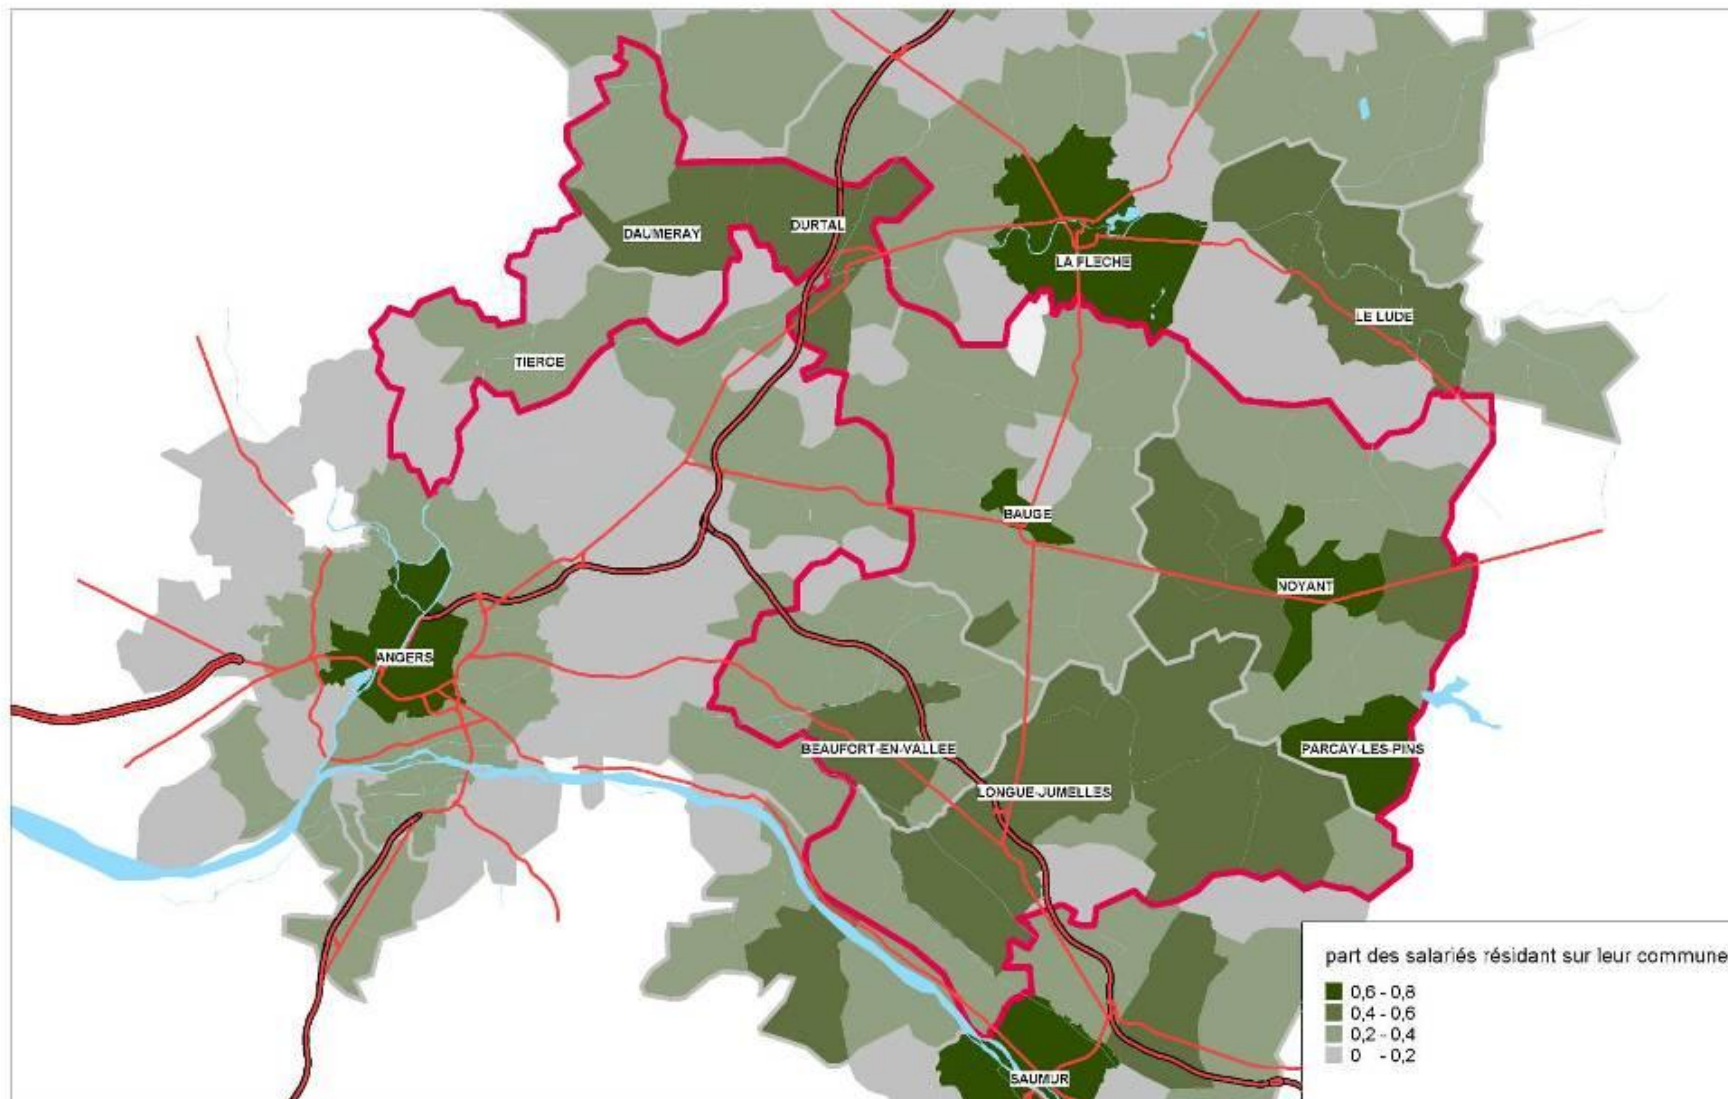 DURTAL
DAUMERAY
LA FLECHE
LE LUDE
TIERCE
BAUGE
NOYANT
ANGERS
BEAUFORT-EN-VALLEE
PARCAY-LES-PINS
LONGUE-JUMELLES
SAUMUR
part des salariés résidant sur leur commune
0,6 - 0,8
0,4 - 0,6
0,2 - 0,4
0 - 0,2